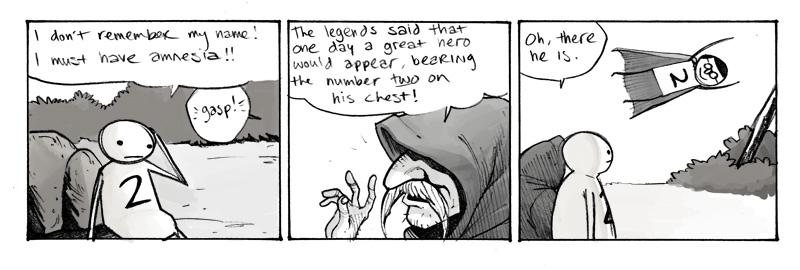 I don't remember my name!
I must have amnesia!!
gasp!
2
The legends said that
one day a great hero
would appear, bearing
the number two on
his chest!
Oh, there
he is.
2
2